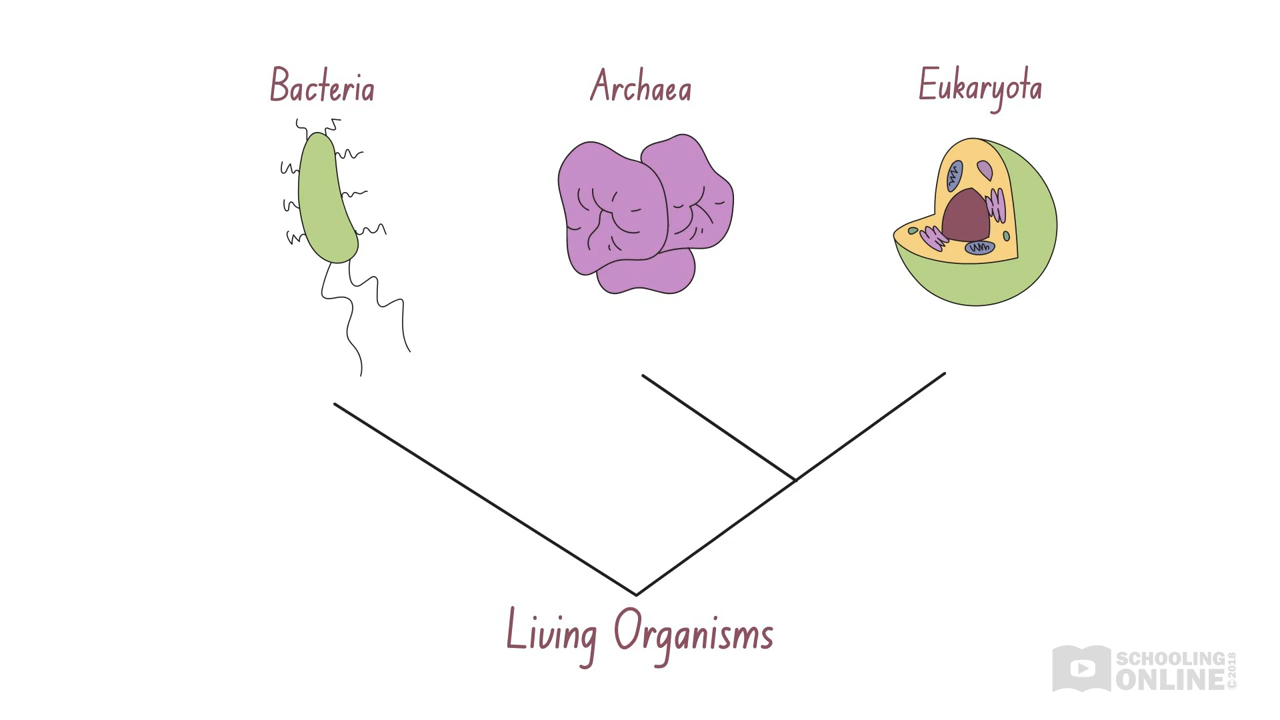 Bacteria
Archaea
Eukaryota
Living Organisms
SCHOOLING
ONLINE
©2018